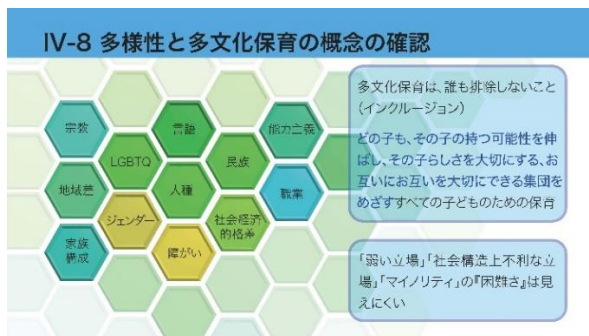 IV-8 多様性と多文化保育の概念の確認
宗教
言語
能力主義
LGBTQ
民族
地域差
人種
職業
ジェンダー
社会経済
的格差
家族
構成
障がい
多文化保育は、誰も排除しないこと
(インクルージョン)
どの子も、その子の持つ可能性を伸
ばし、その子らしさを大切にする、お
互いにお互いを大切にできる集団を
めざすすべての子どものための保育
「弱い立場」「社会構造上不利な立
場」「マイノリティ」の『困難さ』は見
えにくい